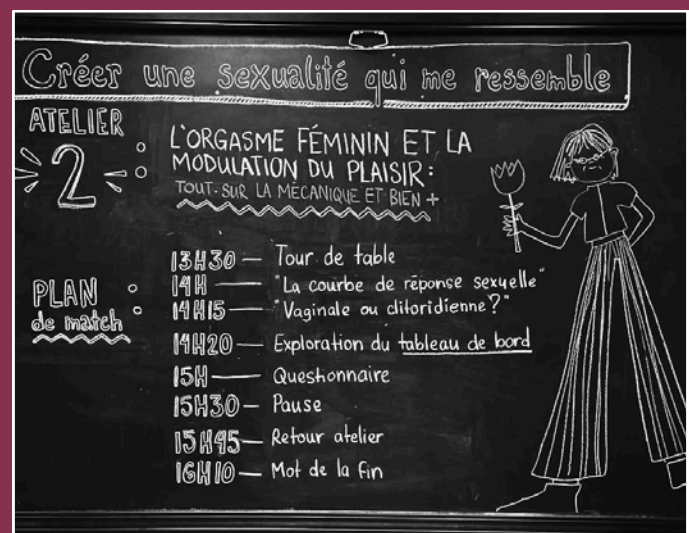 Créer une sexualité qui me ressemble
ATELIER
2 :
L'ORGASME FÉMININ ET LA
MODULATION DU PLAISIR :
TOUT SUR LA MÉCANIQUE ET BIEN +
PLAN
de match :
13H30 — Tour de table
14H — "La courbe de réponse sexuelle"
14H15 — "Vaginale ou clitoridienne?"
14H20 — Exploration du tableau de bord
15H — Questionnaire
15H30 — Pause
15H45 — Retour atelier
16H10 — Mot de la fin